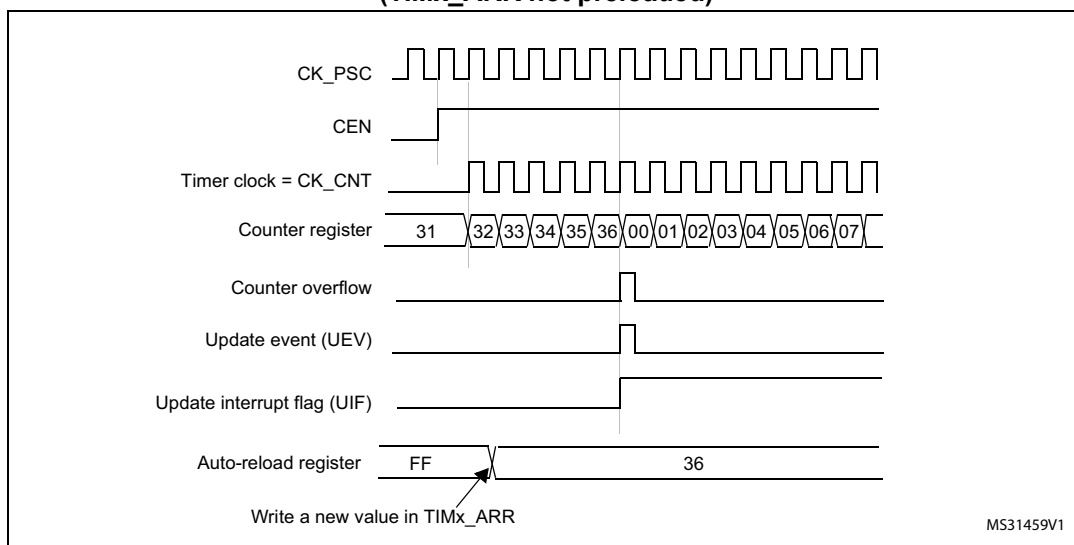 (TIMx_ARR not preloaded)
CK_PSC
CEN
Timer clock = CK_CNT
Counter register 31 32 33 34 35 36 00 01 02 03 04 05 06 07
Counter overflow
Update event (UEV)
Update interrupt flag (UIF)
Auto-reload register FF 36
Write a new value in TIMx_ARR
MS31459V1